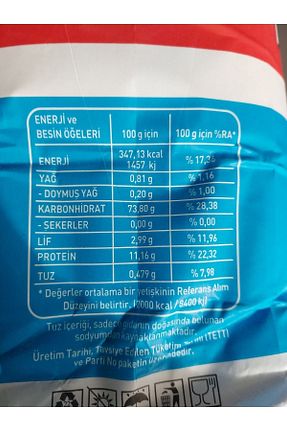 ENERJİ ve
BESİN ÖĞELERİ 100 g için 100 g için %RA*
ENERJİ 347,13 kcal % 17,36
1457 kj
YAĞ 0,81 g % 1,16
- DOYMUŞ YAĞ 0,20 g % 1,00
KARBONHİDRAT 73,80 g % 28,38
- ŞEKERLER 0,00 g % 0,00
LİF 2,99 g % 11,96
PROTEİN 11,16 g % 22,32
TUZ 0,479 g % 7,98
* Değerler ortalama bir yetişkinin Referans Alım
Düzeyini belirtir. (2000 kcal / 8400 kj)
Tuz içeriği, sadece gıdanın doğasında bulunan
sodyumdan kaynaklanmaktadır.
Üretim Tarihi, Tavsiye Edilen Tüketim Tarihi (TETT)
ve Parti No paketin üzerindedir.